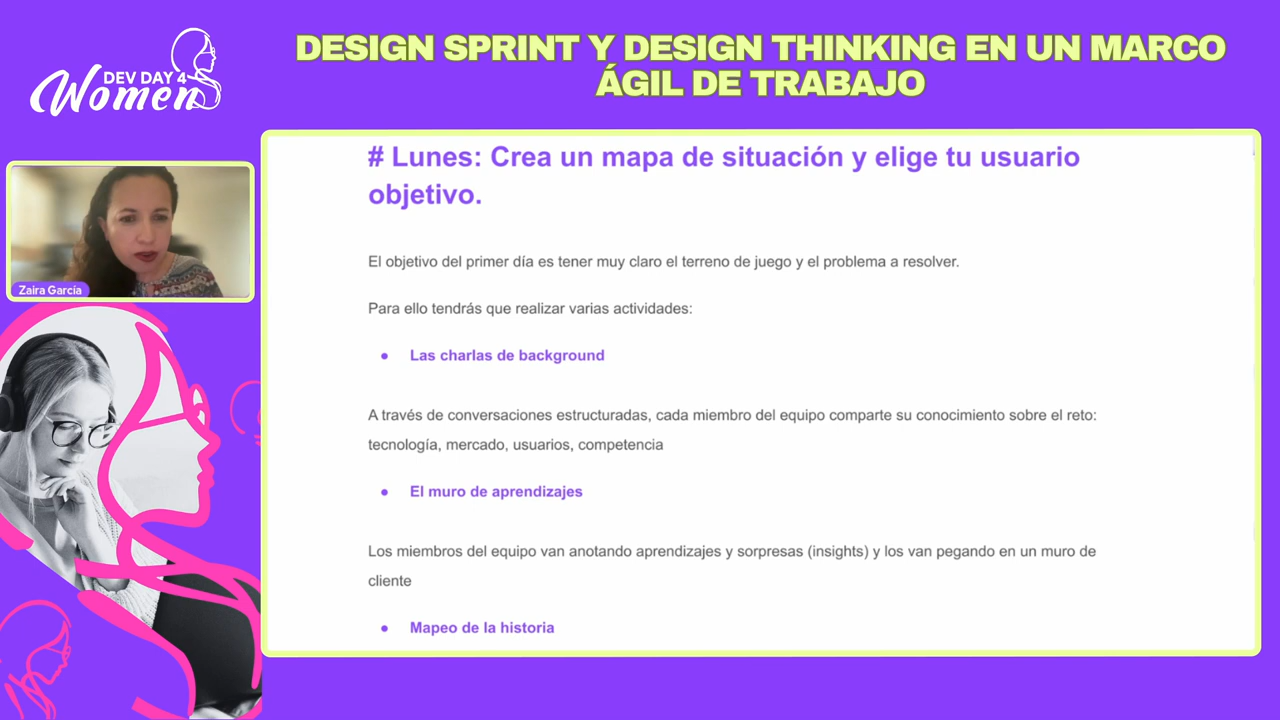 DEV DAY 4
Women
DESIGN SPRINT Y DESIGN THINKING EN UN MARCO
ÁGIL DE TRABAJO
Zaira García
# Lunes: Crea un mapa de situación y elige tu usuario
objetivo.
El objetivo del primer día es tener muy claro el terreno de juego y el problema a resolver.
Para ello tendrás que realizar varias actividades:
● Las charlas de background
A través de conversaciones estructuradas, cada miembro del equipo comparte su conocimiento sobre el reto:
tecnología, mercado, usuarios, competencia
● El muro de aprendizajes
Los miembros del equipo van anotando aprendizajes y sorpresas (insights) y los van pegando en un muro de
cliente
● Mapeo de la historia